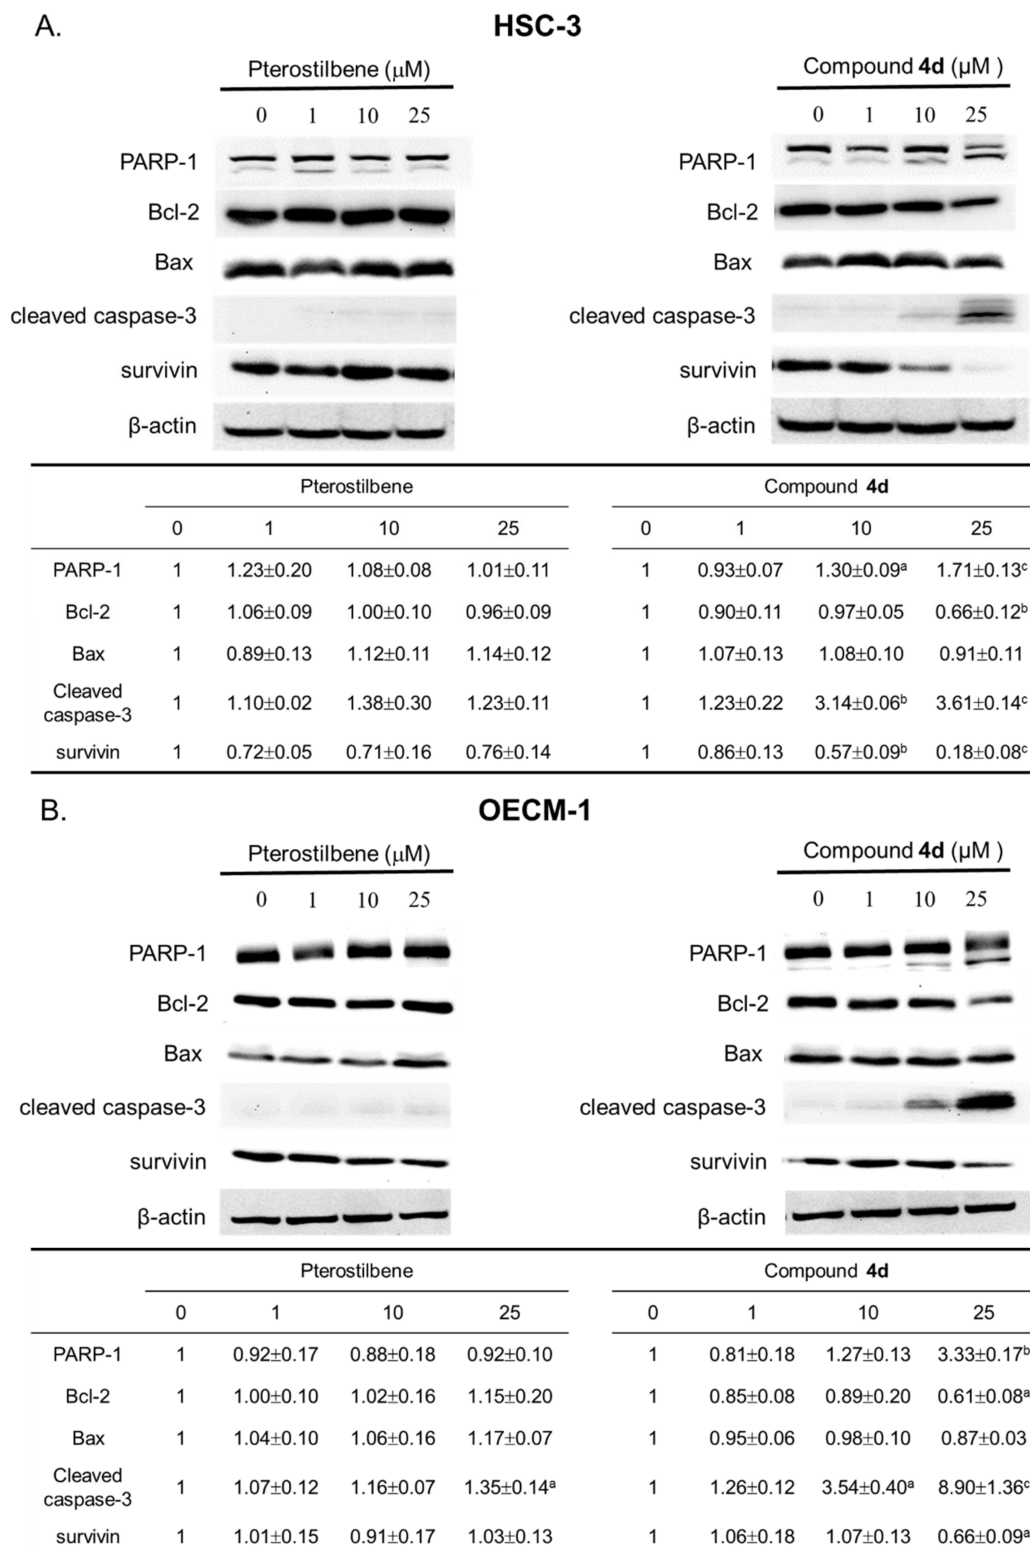 A.
HSC-3
Pterostilbene (μM)
Compound 4d (μM )
0 1 10 25
0 1 10 25
PARP-1
PARP-1
Bcl-2
Bcl-2
Bax
Bax
cleaved caspase-3
cleaved caspase-3
survivin
survivin
β-actin
β-actin
Pterostilbene Compound 4d
0 1 10 25 0 1 10 25
PARP-1 1 1.23±0.20 1.08±0.08 1.01±0.11 1 0.93±0.07 1.30±0.09ᵃ 1.71±0.13ᶜ
Bcl-2 1 1.06±0.09 1.00±0.10 0.96±0.09 1 0.90±0.11 0.97±0.05 0.66±0.12ᵇ
Bax 1 0.89±0.13 1.12±0.11 1.14±0.12 1 1.07±0.13 1.08±0.10 0.91±0.11
Cleaved
caspase-3 1 1.10±0.02 1.38±0.30 1.23±0.11 1 1.23±0.22 3.14±0.06ᵇ 3.61±0.14ᶜ
survivin 1 0.72±0.05 0.71±0.16 0.76±0.14 1 0.86±0.13 0.57±0.09ᵇ 0.18±0.08ᶜ
B.
OECM-1
Pterostilbene (μM)
Compound 4d (μM )
0 1 10 25
0 1 10 25
PARP-1
PARP-1
Bcl-2
Bcl-2
Bax
Bax
cleaved caspase-3
cleaved caspase-3
survivin
survivin
β-actin
β-actin
Pterostilbene Compound 4d
0 1 10 25 0 1 10 25
PARP-1 1 0.92±0.17 0.88±0.18 0.92±0.10 1 0.81±0.18 1.27±0.13 3.33±0.17ᵇ
Bcl-2 1 1.00±0.10 1.02±0.16 1.15±0.20 1 0.85±0.08 0.89±0.20 0.61±0.08ᵃ
Bax 1 1.04±0.10 1.06±0.16 1.17±0.07 1 0.95±0.06 0.98±0.10 0.87±0.03
Cleaved
caspase-3 1 1.07±0.12 1.16±0.07 1.35±0.14ᵃ 1 1.26±0.12 3.54±0.40ᵃ 8.90±1.36ᶜ
survivin 1 1.01±0.15 0.91±0.17 1.03±0.13 1 1.06±0.18 1.07±0.13 0.66±0.09ᵃ